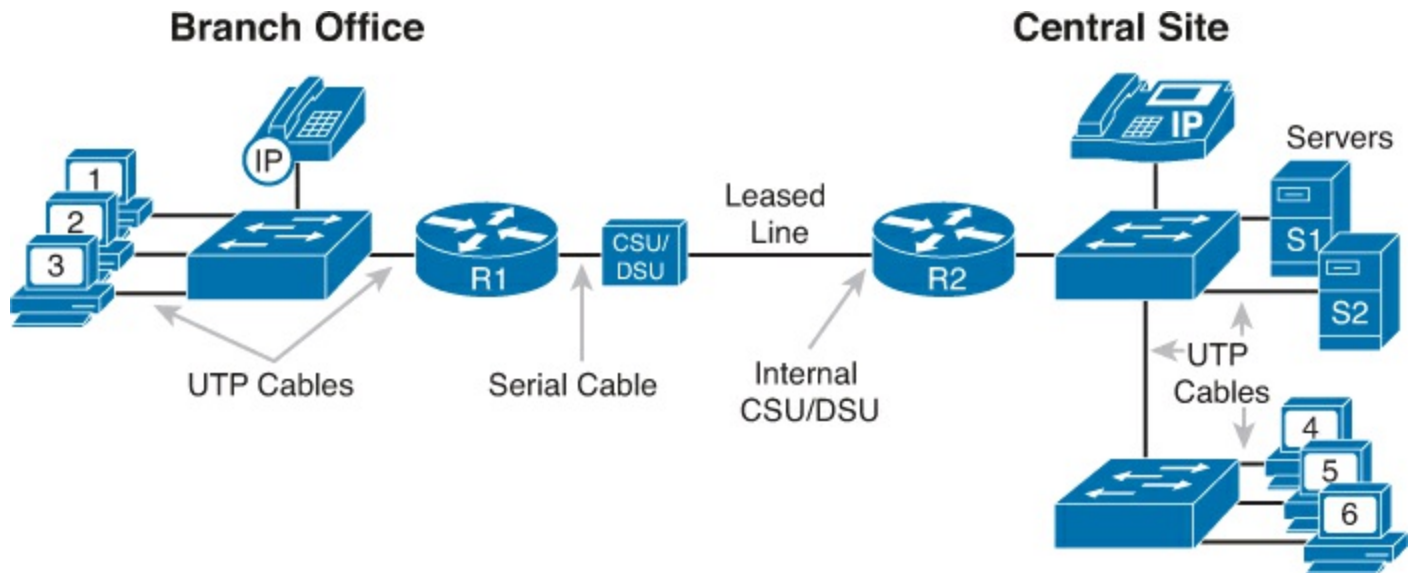 Branch Office
Central Site
IP
IP
Servers
1
2
3
Leased
Line
CSU/
DSU
R1
R2
S1
S2
UTP Cables
Serial Cable
Internal
CSU/DSU
UTP
Cables
4
5
6